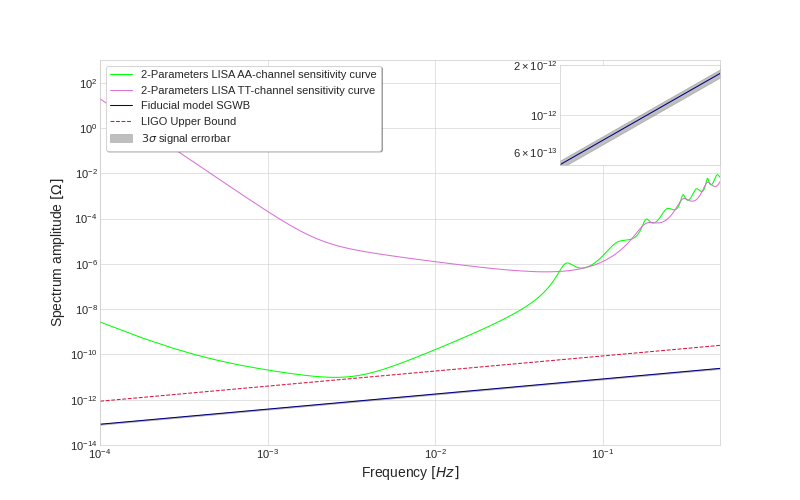 2-Parameters LISA AA-channel sensitivity curve
2-Parameters LISA TT-channel sensitivity curve
Fiducial model SGWB
LIGO Upper Bound
3σ signal errorbar
2 × 10⁻¹²
10⁻¹²
6 × 10⁻¹³
10²
10⁰
10⁻²
10⁻⁴
10⁻⁶
10⁻⁸
10⁻¹⁰
10⁻¹²
10⁻¹⁴
Spectrum amplitude [Ω]
10⁻⁴
10⁻³
10⁻²
10⁻¹
Frequency [Hz]